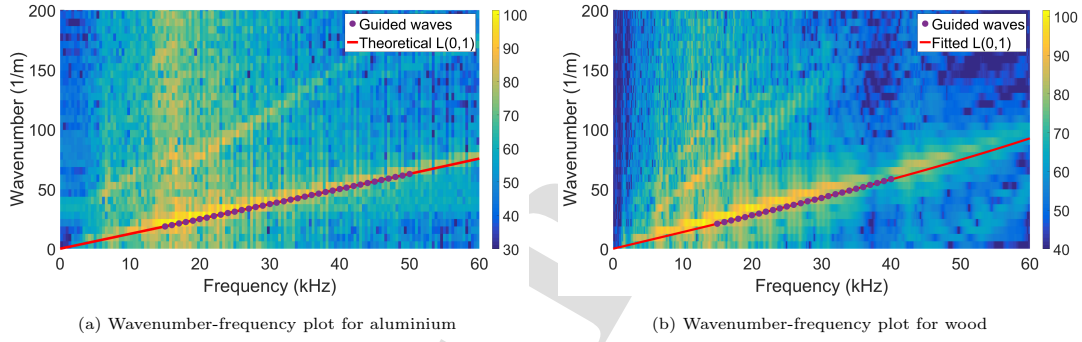 200
150
100
50
0
Wavenumber (1/m)
Guided waves
Theoretical L(0,1)
100
90
80
70
60
50
40
30
0 10 20 30 40 50 60
Frequency (kHz)
(a) Wavenumber-frequency plot for aluminium
200
150
100
50
0
Wavenumber (1/m)
Guided waves
Fitted L(0,1)
100
90
80
70
60
50
40
0 10 20 30 40 50 60
Frequency (kHz)
(b) Wavenumber-frequency plot for wood